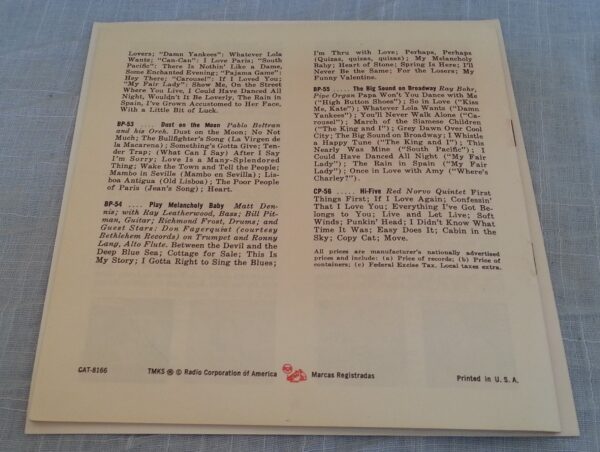 Lovers; "Damn Yankees": Whatever Lola
Wants; "Can-Can": I Love Paris; "South
Pacific": There Is Nothin' Like a Dame,
Some Enchanted Evening; "Pajama Game":
Hey There; "Carousel": If I Loved You;
"My Fair Lady": Show Me, On the Street
Where You Live, I Could Have Danced All
Night, Wouldn't It Be Loverly, The Rain in
Spain, I've Grown Accustomed to Her Face,
With a Little Bit of Luck.
BP-53 ..... Dust on the Moon Pablo Beltran
and his Orch. Dust on the Moon; No Not
Much; The Bullfighter's Song (La Virgen de
la Macarena); Something's Gotta Give; Ten-
der Trap; (What Can I Say) After I Say
I'm Sorry; Love Is a Many-Splendored
Thing; Wake the Town and Tell the People;
Mambo in Seville (Mambo en Sevilla); Lis-
boa Antigua (Old Lisboa); The Poor People
of Paris (Jean's Song); Heart.
BP-54 .... Play Melancholy Baby Matt Den-
nis; with Ray Leatherwood, Bass; Bill Pit-
man, Guitar; Richmond Frost, Drums; and
Guest Stars: Don Fagerquist (courtesy
Bethlehem Records) on Trumpet and Ronny
Lang, Alto Flute. Between the Devil and the
Deep Blue Sea; Cottage for Sale; This Is
My Story; I Gotta Right to Sing the Blues;
I'm Thru with Love; Perhaps, Perhaps
(Quizas, quizas, quizas); My Melancholy
Baby; Heart of Stone; Spring Is Here; I'll
Never Be the Same; For the Losers; My
Funny Valentine.
BP-55 ..... The Big Sound on Broadway Ray Bohr,
Pipe Organ Papa Won't You Dance with Me
("High Button Shoes"); So in Love ("Kiss
Me, Kate"); Whatever Lola Wants ("Damn
Yankees"); You'll Never Walk Alone ("Ca-
rousel"); March of the Siamese Children
("The King and I"); Grey Dawn Over Cool
City; The Big Sound on Broadway; I Whistle
a Happy Tune ("The King and I"); This
Nearly Was Mine ("South Pacific"); I
Could Have Danced All Night ("My Fair
Lady"); The Rain in Spain ("My Fair
Lady"); Once in Love with Amy ("Where's
Charley?").
CP-56 .... Hi-Five Red Norvo Quintet First
Things First; If I Love Again; Confessin'
That I Love You; Everything I've Got Be-
longs to You; Live and Let Live; Soft
Winds; Punkin' Head; I Didn't Know What
Time It Was; Easy Does It; Cabin in the
Sky; Copy Cat; Move.
All prices are manufacturer's nationally advertised
prices and include: (a) Price of records; (b) Price of
containers; (c) Federal Excise Tax. Local taxes extra.
CAT-8166 TMKS ® © Radio Corporation of America Marcas Registradas Printed in U. S. A.